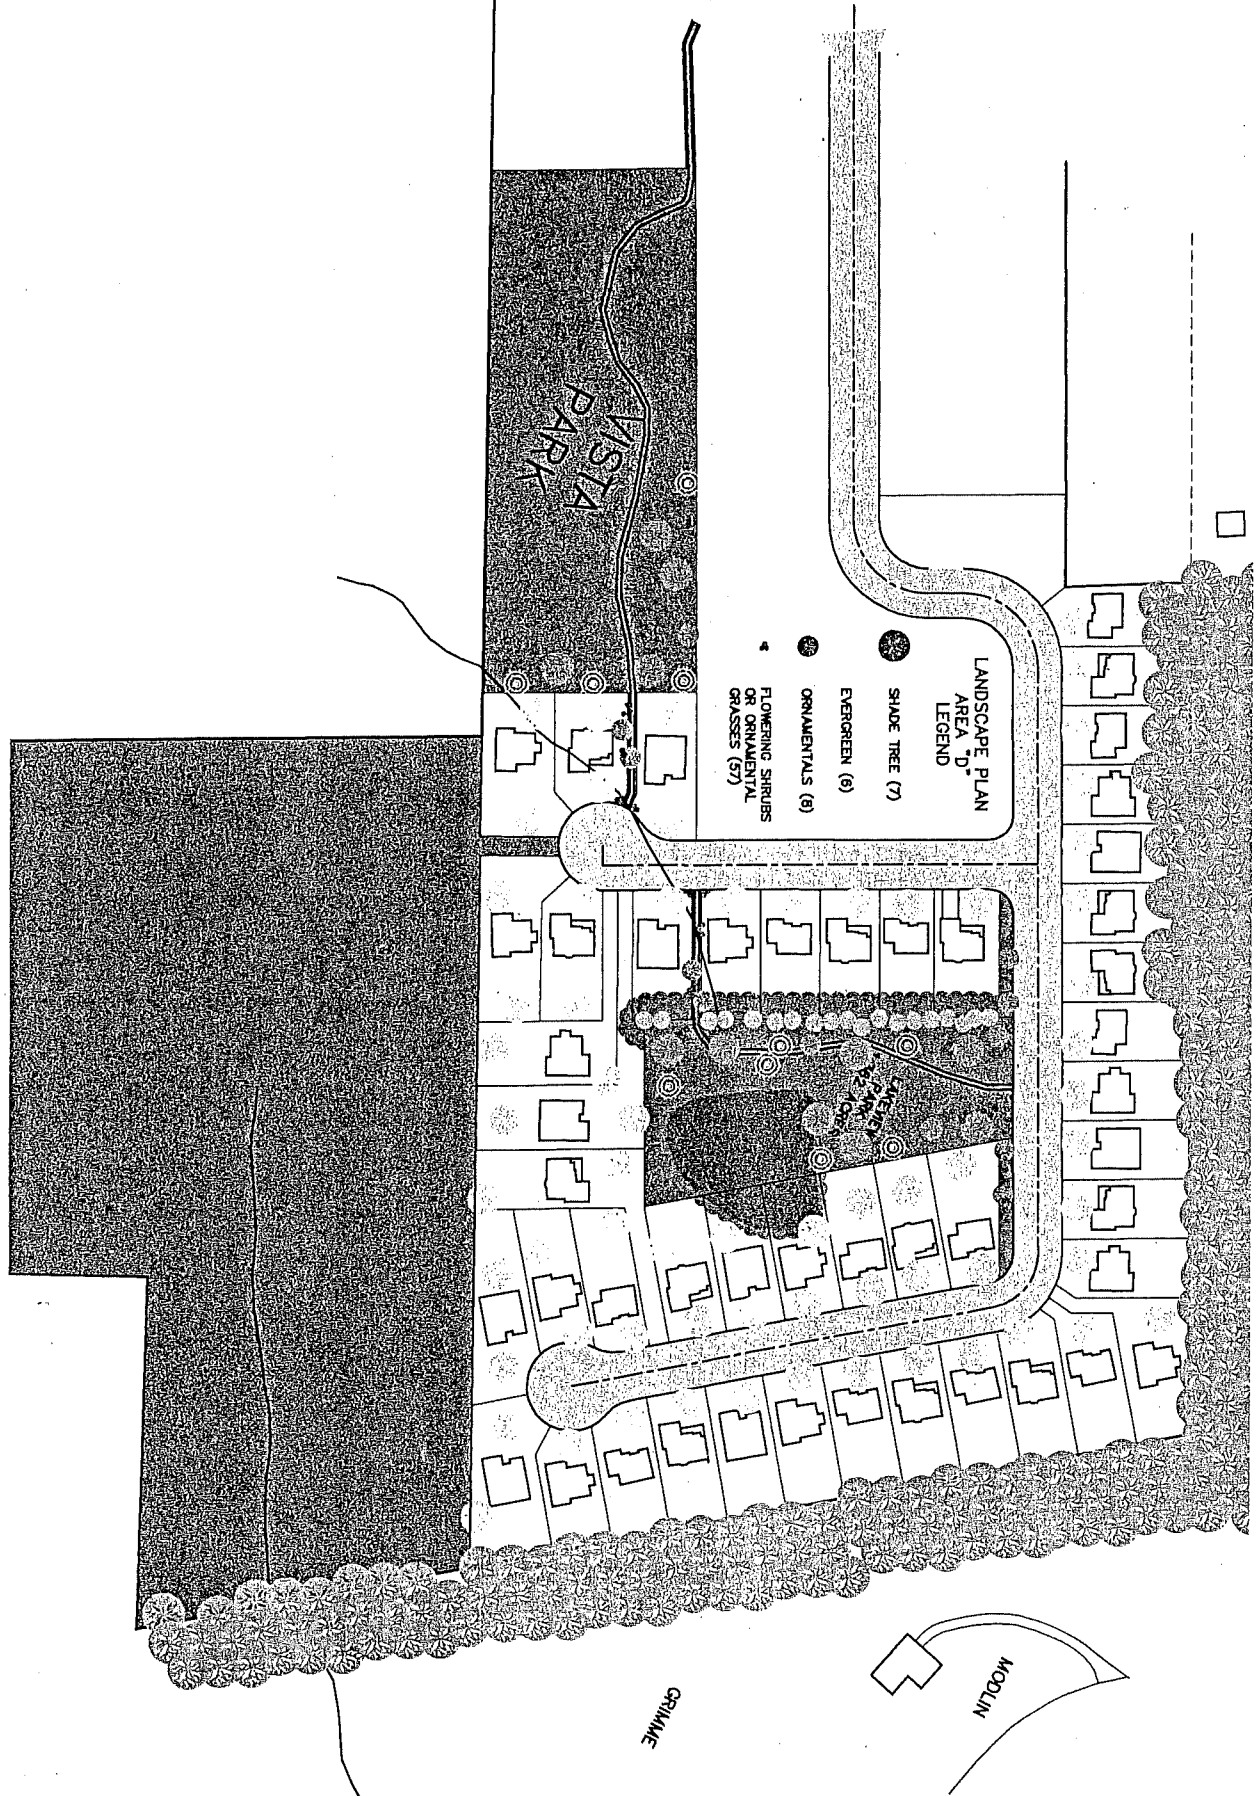 LANDSCAPE PLAN
AREA "D"
LEGEND
SHADE TREE (7)
EVERGREEN (6)
ORNAMENTALS (8)
FLOWERING SHRUBS
OR ORNAMENTAL
GRASSES (57)
VISTA
PARK
LAKEVIEW
PARK
MODLIN
GRIMME